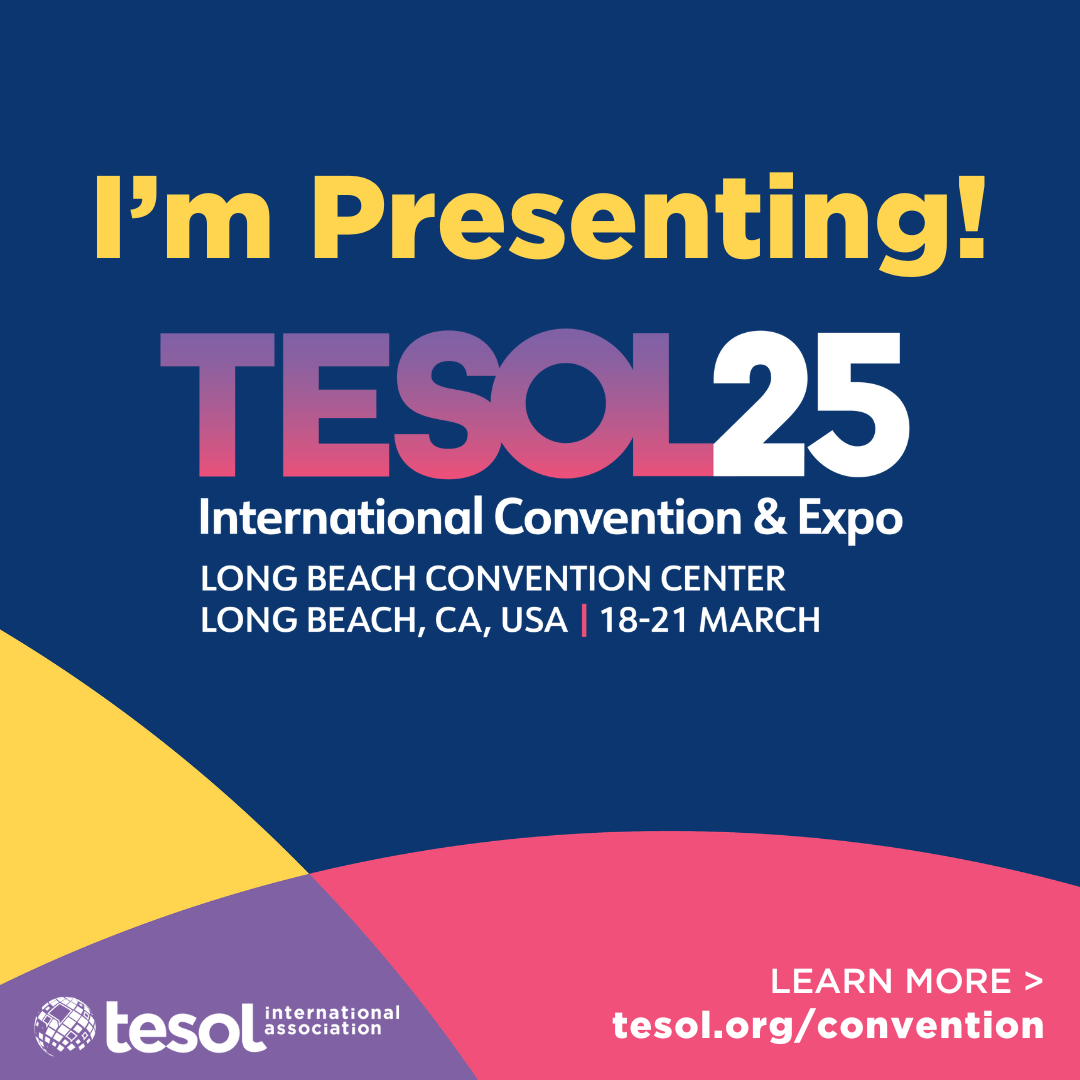 I’m Presenting!
TESOL25
International Convention & Expo
LONG BEACH CONVENTION CENTER
LONG BEACH, CA, USA | 18-21 MARCH
LEARN MORE >
tesol.org/convention
tesol international
association